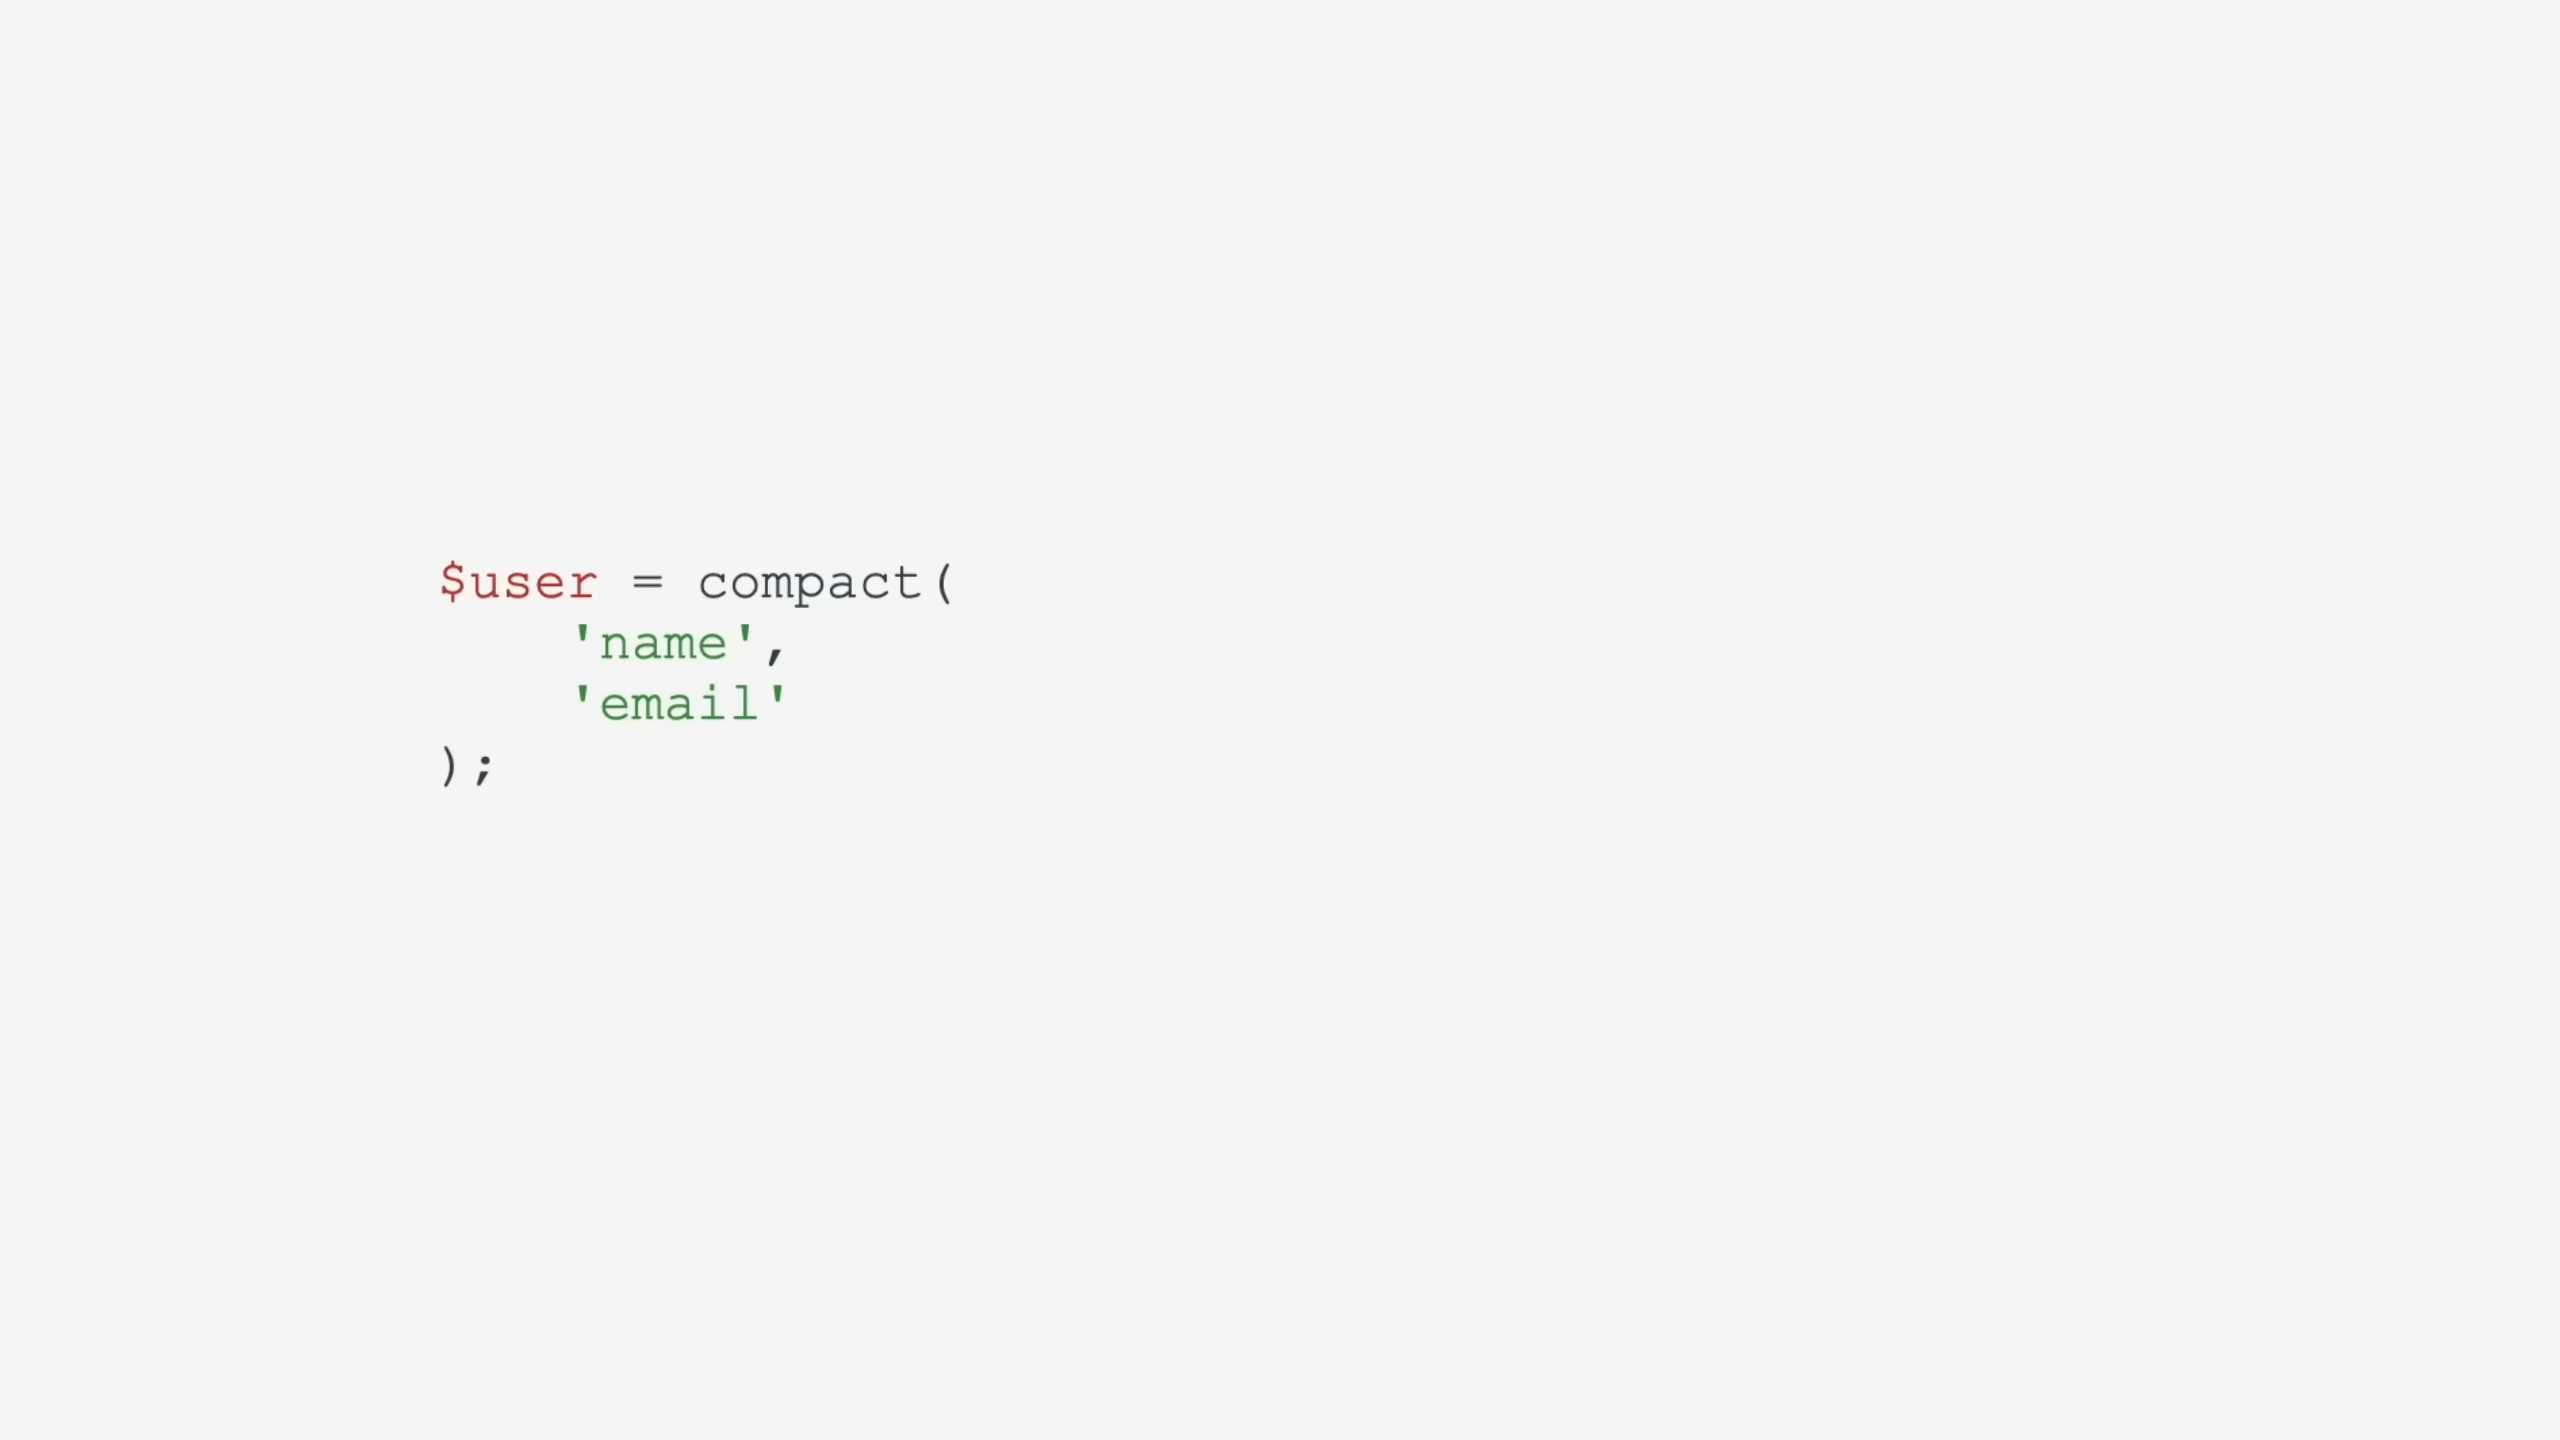 $user = compact(
    'name',
    'email'
);